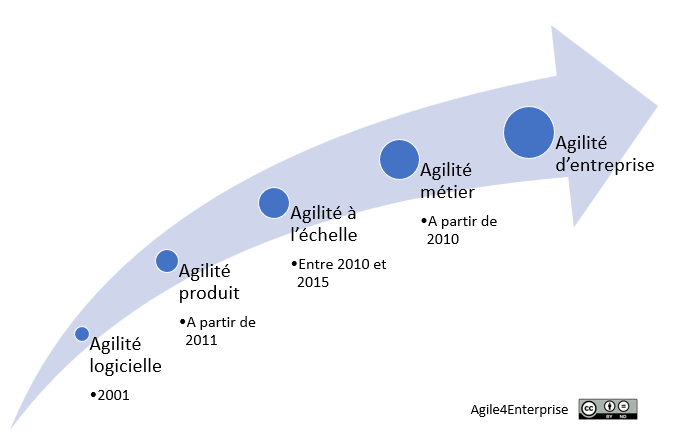 Agilité
logicielle
•2001
Agilité
produit
•A partir de
2011
Agilité à
l'échelle
•Entre 2010 et
2015
Agilité
métier
•A partir de
2010
Agilité
d'entreprise
Agile4Enterprise
cc
BY ND